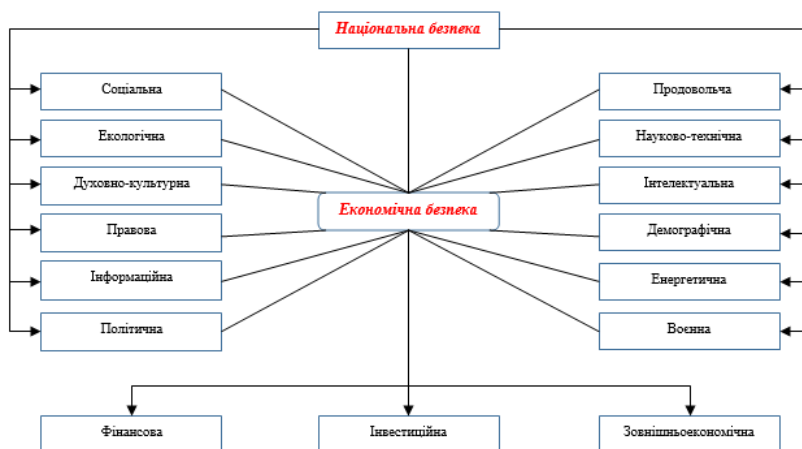 Національна безпека
Соціальна
Продовольча
Екологічна
Науково-технічна
Духовно-культурна
Інтелектуальна
Економічна безпека
Правова
Демографічна
Інформаційна
Енергетична
Політична
Воєнна
Фінансова
Інвестиційна
Зовнішньоекономічна